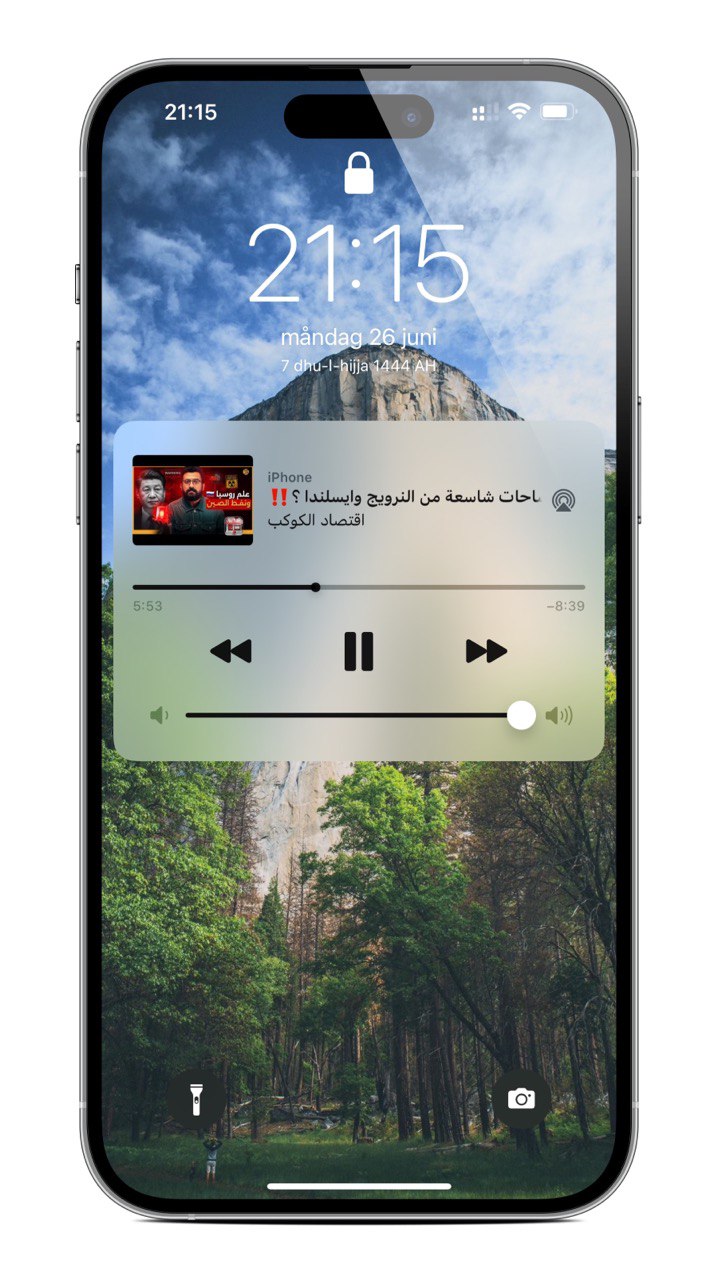 21:15
21:15
måndag 26 juni
7 dhu-l-hijja 1444 AH
iPhone
احات شاسعة من النرويج وايسلندا ؟‼️
اقتصاد الكوكب
علم روسيا
ونفط الصين
5:53
−8:39